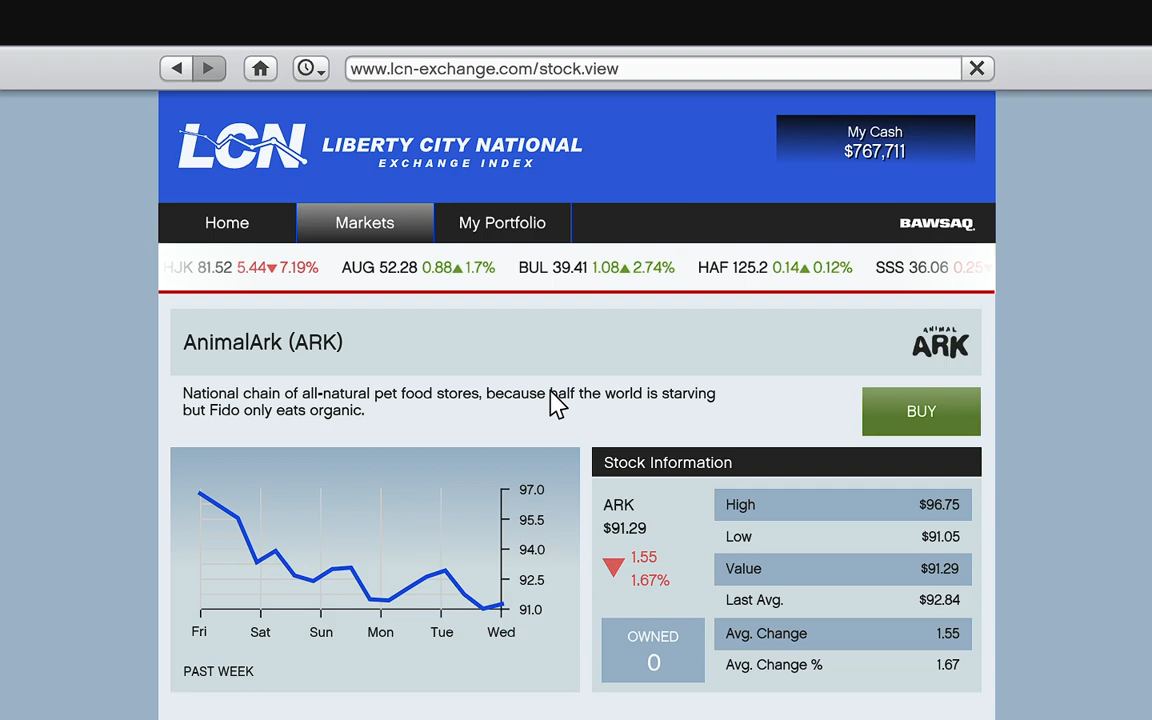 www.lcn-exchange.com/stock.view
LCN LIBERTY CITY NATIONAL
EXCHANGE INDEX
My Cash
$767,711
Home Markets My Portfolio BAWSAQ.
HJK 81.52 5.44▼7.19% AUG 52.28 0.88▲1.7% BUL 39.41 1.08▲2.74% HAF 125.2 0.14▲0.12% SSS 36.06 0.25▼
AnimalArk (ARK)
ANIMAL
ARK
National chain of all-natural pet food stores, because half the world is starving
but Fido only eats organic.
BUY
97.0
95.5
94.0
92.5
91.0
Fri Sat Sun Mon Tue Wed
PAST WEEK
Stock Information
ARK
$91.29
▼ 1.55
1.67%
OWNED
0
High $96.75
Low $91.05
Value $91.29
Last Avg. $92.84
Avg. Change 1.55
Avg. Change % 1.67